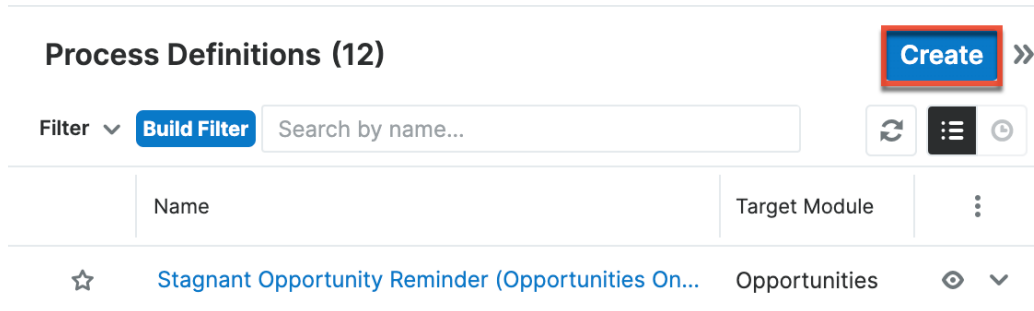 Process Definitions (12) Create
Filter Build Filter Search by name...
Name Target Module
Stagnant Opportunity Reminder (Opportunities On... Opportunities